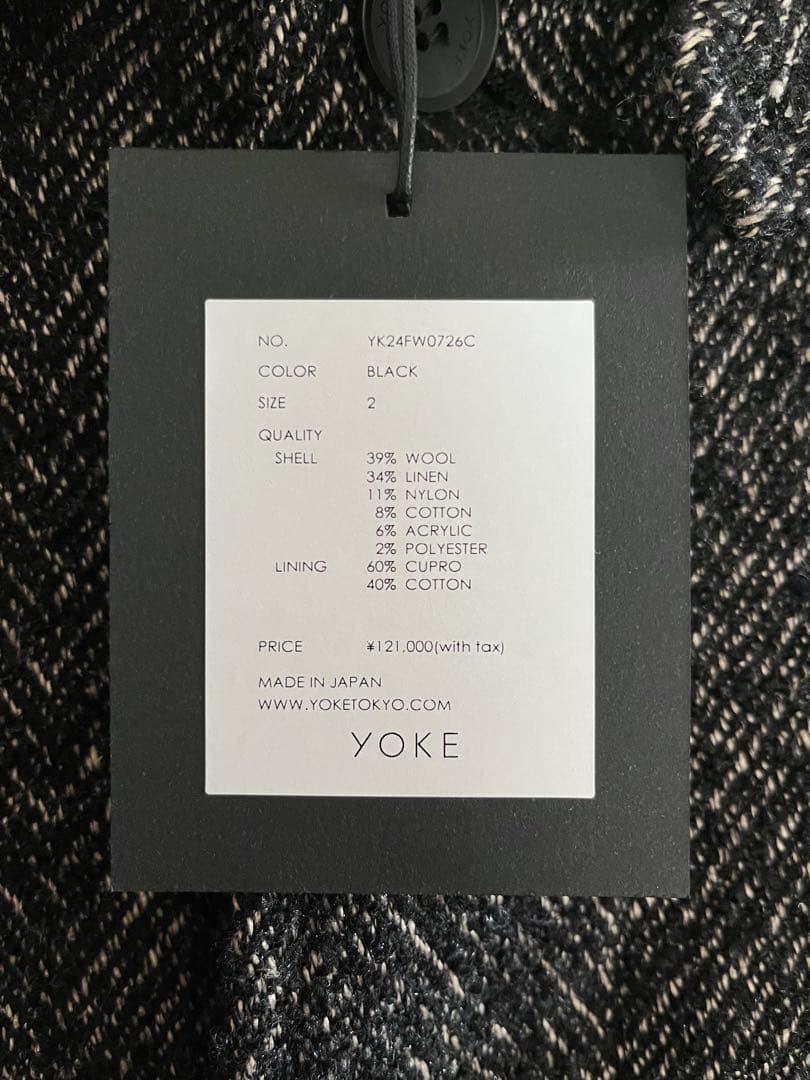 YOKE
NO. YK24FW0726C
COLOR BLACK
SIZE 2
QUALITY
SHELL 39% WOOL
34% LINEN
11% NYLON
8% COTTON
6% ACRYLIC
2% POLYESTER
LINING 60% CUPRO
40% COTTON
PRICE ¥121,000(with tax)
MADE IN JAPAN
WWW.YOKETOKYO.COM
YOKE